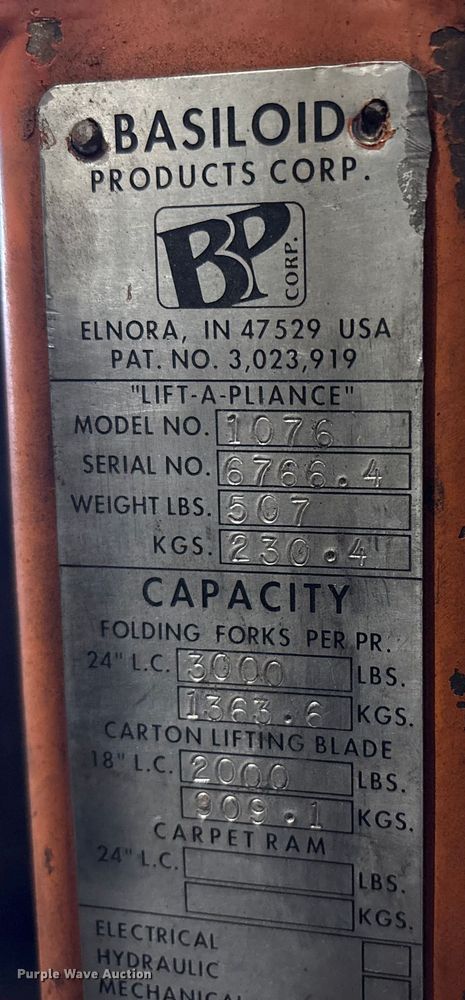 BASILOID
PRODUCTS CORP.
BP CORP.
ELNORA, IN 47529 USA
PAT. NO. 3,023,919
"LIFT-A-PLIANCE"
MODEL NO. 1076
SERIAL NO. 6766.4
WEIGHT LBS. 507
KGS. 230.4
CAPACITY
FOLDING FORKS PER PR.
24" L.C. 3000 LBS.
1363.6 KGS.
CARTON LIFTING BLADE
18" L.C. 2000 LBS.
909.1 KGS.
CARPET RAM
24" L.C. LBS.
KGS.
ELECTRICAL
HYDRAULIC
MECHANICAL
Purple Wave Auction